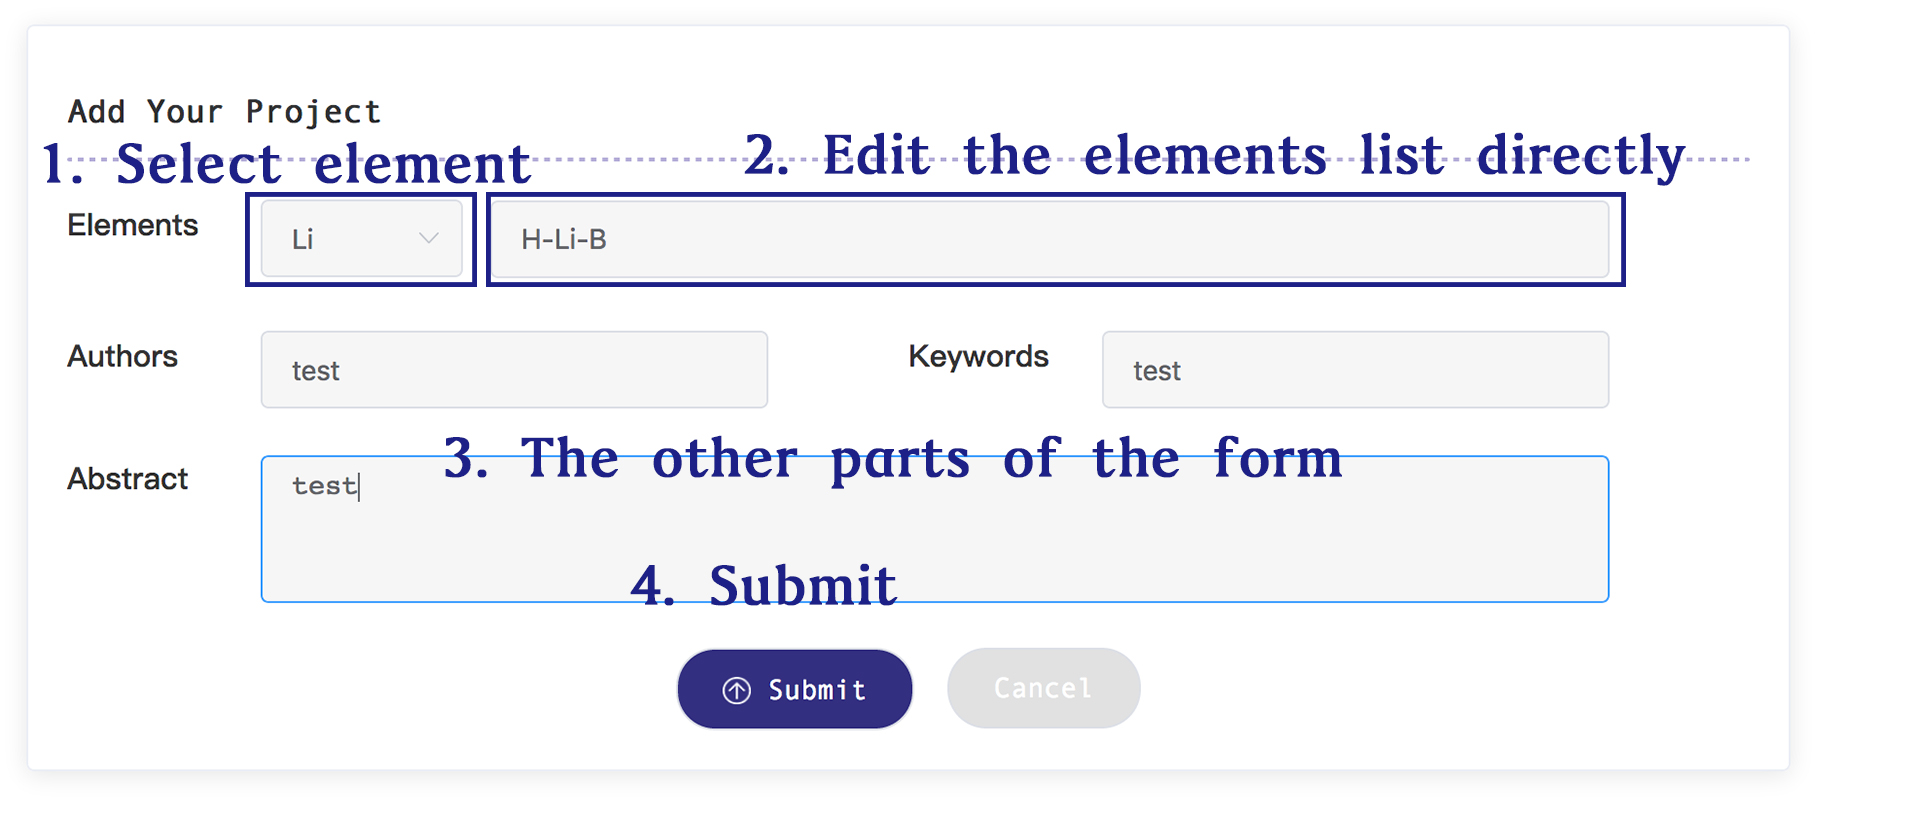 Add Your Project
1. Select element
2. Edit the elements list directly
Elements
Li
H-Li-B
Authors
test
Keywords
test
3. The other parts of the form
Abstract
test
4. Submit
Submit
Cancel